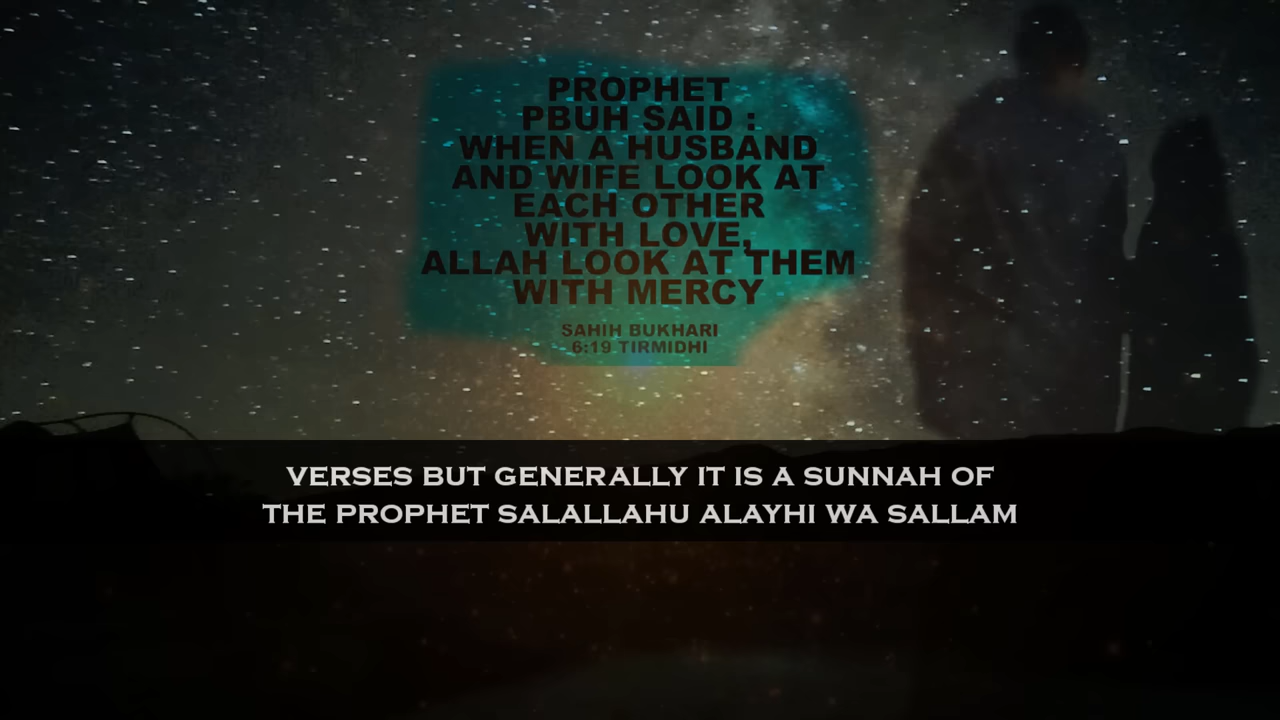 PROPHET
PBUH SAID :
WHEN A HUSBAND
AND WIFE LOOK AT
EACH OTHER
WITH LOVE,
ALLAH LOOK AT THEM
WITH MERCY
SAHIH BUKHARI
6:19 TIRMIDHI
VERSES BUT GENERALLY IT IS A SUNNAH OF
THE PROPHET SALALLAHU ALAYHI WA SALLAM